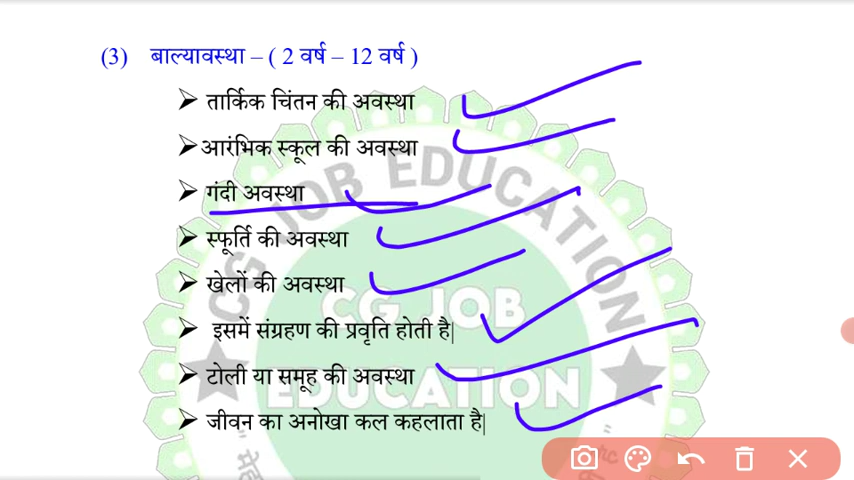 (3) बाल्यावस्था – ( 2 वर्ष – 12 वर्ष )
➢ तार्किक चिंतन की अवस्था
➢ आरंभिक स्कूल की अवस्था
➢ गंदी अवस्था
➢ स्फूर्ति की अवस्था
➢ खेलों की अवस्था
➢ इसमें संग्रहण की प्रवृति होती है|
➢ टोली या समूह की अवस्था
➢ जीवन का अनोखा कल कहलाता है|
CG JOB EDUCATION
CG JOB
EDUCATION